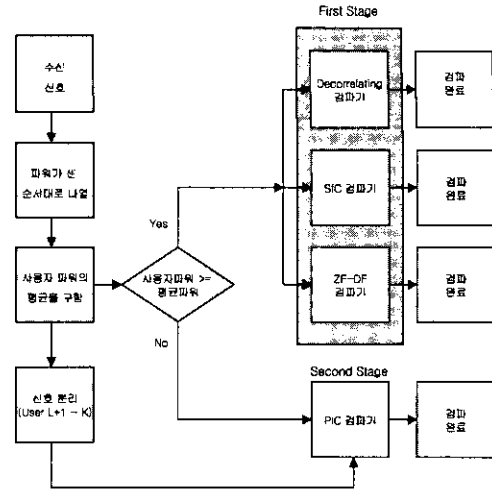 First Stage
수신
신호
Decorrelating
검파기
검파
완료
파워가 센
순서대로 나열
SIC 검파기
검파
완료
Yes
사용자 파워의
평균을 구함
사용자파워 >=
평균파워
ZF-DF
검파기
검파
완료
No
Second Stage
신호 분리
(User L+1 ~ K)
PIC 검파기
검파
완료